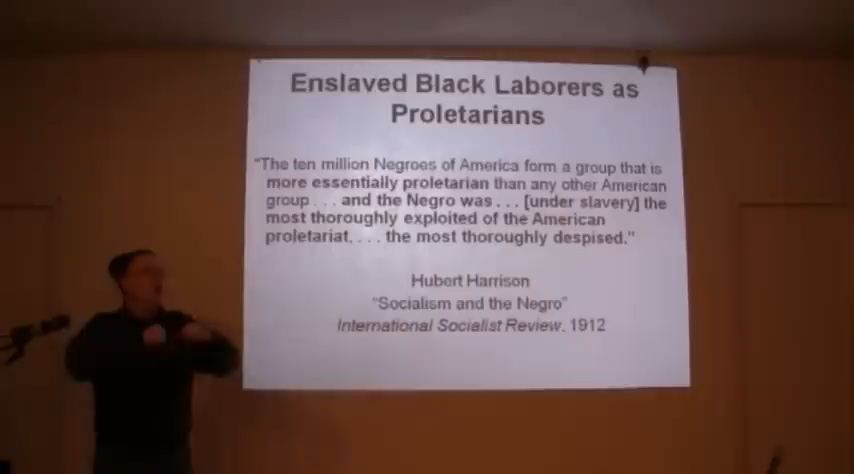 Enslaved Black Laborers as
Proletarians
"The ten million Negroes of America form a group that is
more essentially proletarian than any other American
group . . . and the Negro was . . . [under slavery] the
most thoroughly exploited of the American
proletariat, . . . the most thoroughly despised."
Hubert Harrison
"Socialism and the Negro"
International Socialist Review, 1912